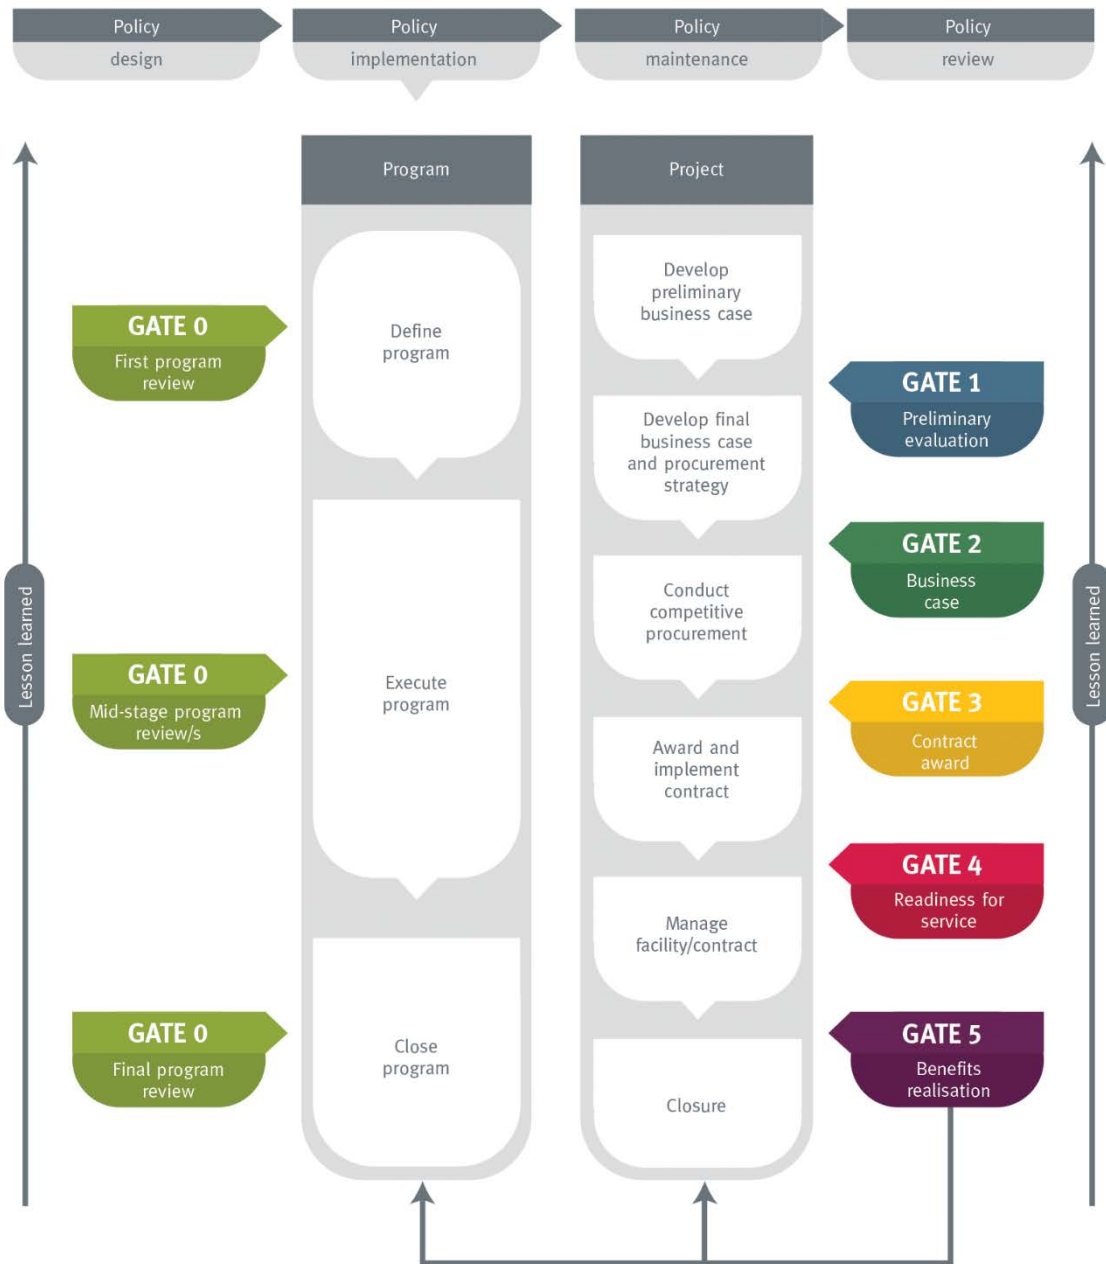 Policy
design
Policy
implementation
Policy
maintenance
Policy
review
Program
Project
Define
program
Execute
program
Close
program
Develop
preliminary
business case
Develop final
business case
and procurement
strategy
Conduct
competitive
procurement
Award and
implement
contract
Manage
facility/contract
Closure
GATE 0
First program
review
GATE 0
Mid-stage program
review/s
GATE 0
Final program
review
GATE 1
Preliminary
evaluation
GATE 2
Business
case
GATE 3
Contract
award
GATE 4
Readiness for
service
GATE 5
Benefits
realisation
Lesson learned
Lesson learned